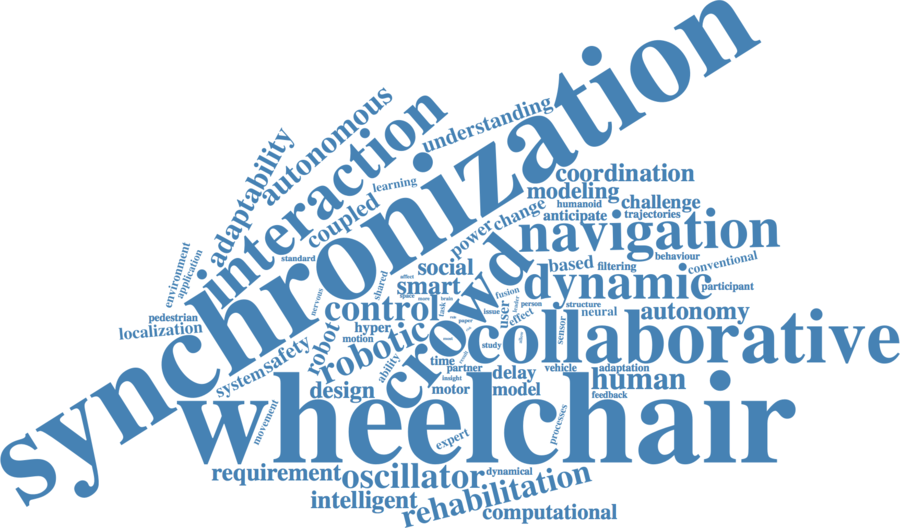 synchronization
understanding
autonomous
interaction
adaptability
learning
coupled
coordination
modeling
humanoid
challenge
change
anticipate
trajectories
power
navigation
behaviour
environment
application
standard
social
based
filtering
conventional
affect
smart
shared
crowd
dynamic
participant
fusion
space
brain
nervous
control
task
user
person
structure
issue
effect
neural
autonomy
pedestrian
localization
hyper
motion
robot
robotic
paper
sensor
collaborative
study
safety
system
ability
time
partner
delay
vehicle
adaptation
insight
human
design
motor
model
feedback
wheelchair
movement
expert
processes
requirement
oscillator
dynamical
rehabilitation
intelligent
computational